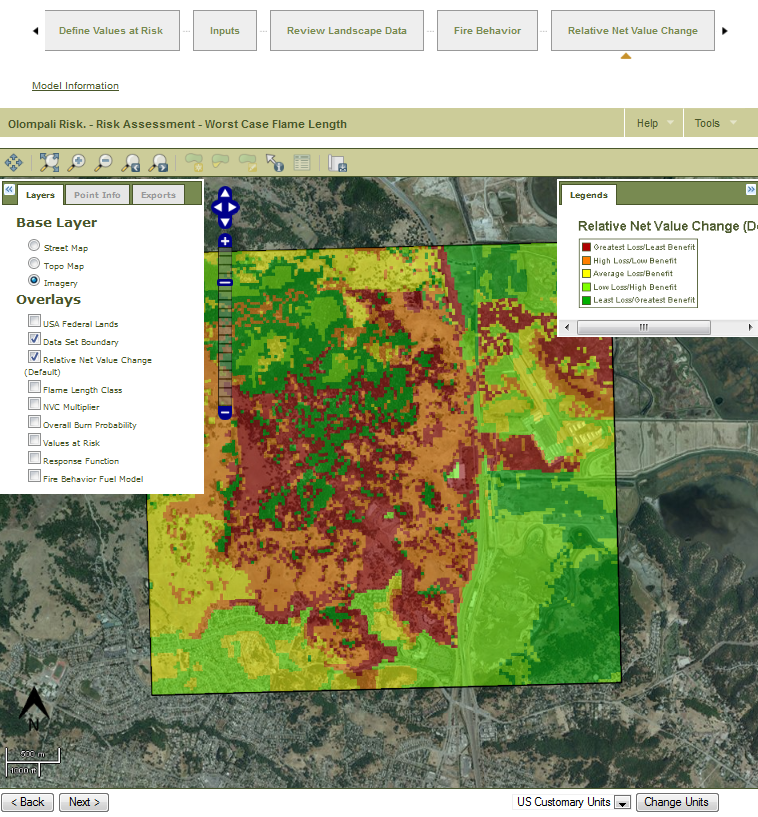 Define Values at Risk
Inputs
Review Landscape Data
Fire Behavior
Relative Net Value Change
Model Information
Olompali Risk. - Risk Assessment - Worst Case Flame Length
Help
Tools
Layers
Point Info
Exports
Base Layer
Street Map
Topo Map
Imagery
Overlays
USA Federal Lands
Data Set Boundary
Relative Net Value Change
(Default)
Flame Length Class
NVC Multiplier
Overall Burn Probability
Values at Risk
Response Function
Fire Behavior Fuel Model
Legends
Relative Net Value Change (De
Greatest Loss/Least Benefit
High Loss/Low Benefit
Average Loss/Benefit
Low Loss/High Benefit
Least Loss/Greatest Benefit
N
500 m
1000 ft
< Back
Next >
US Customary Units
Change Units